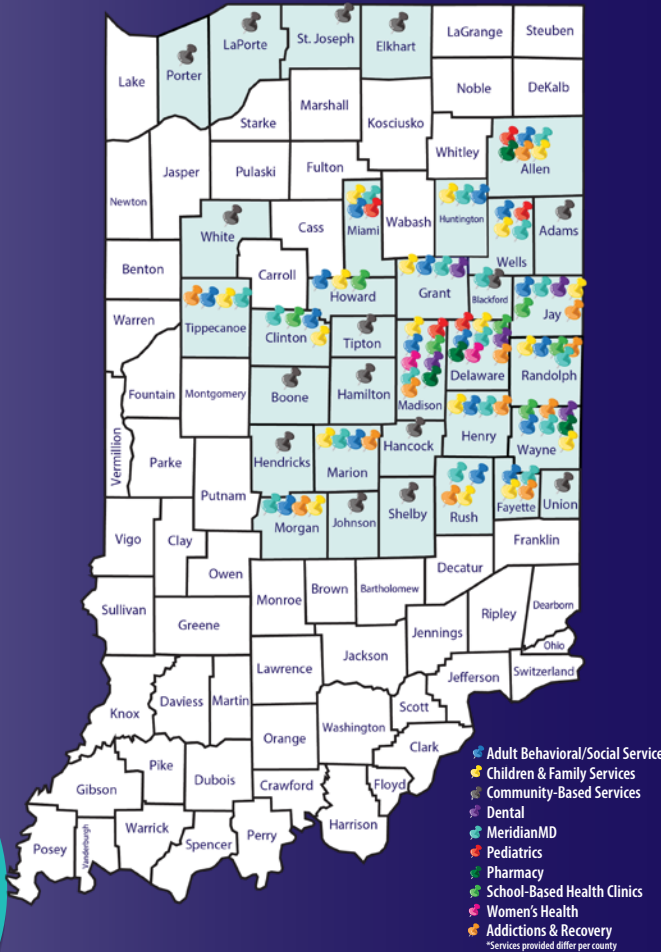 LaPorte
St. Joseph
Elkhart
LaGrange
Steuben
Lake
Porter
Noble
DeKalb
Marshall
Starke
Kosciusko
Whitley
Allen
Jasper
Pulaski
Fulton
Newton
Miami
Wabash
Huntington
White
Cass
Wells
Adams
Benton
Carroll
Howard
Grant
Blackford
Jay
Warren
Tippecanoe
Clinton
Tipton
Fountain
Montgomery
Boone
Hamilton
Madison
Delaware
Randolph
Vermillion
Parke
Putnam
Hendricks
Marion
Hancock
Henry
Wayne
Vigo
Clay
Morgan
Johnson
Shelby
Rush
Fayette
Union
Owen
Franklin
Sullivan
Greene
Monroe
Brown
Bartholomew
Decatur
Dearborn
Ripley
Jennings
Ohio
Lawrence
Jackson
Jefferson
Switzerland
Knox
Daviess
Martin
Orange
Washington
Scott
Clark
Gibson
Pike
Dubois
Crawford
Floyd
Harrison
Posey
Vanderburgh
Warrick
Spencer
Perry
Adult Behavioral/Social Service
Children & Family Services
Community-Based Services
Dental
MeridianMD
Pediatrics
Pharmacy
School-Based Health Clinics
Women's Health
Addictions & Recovery
*Services provided differ per county